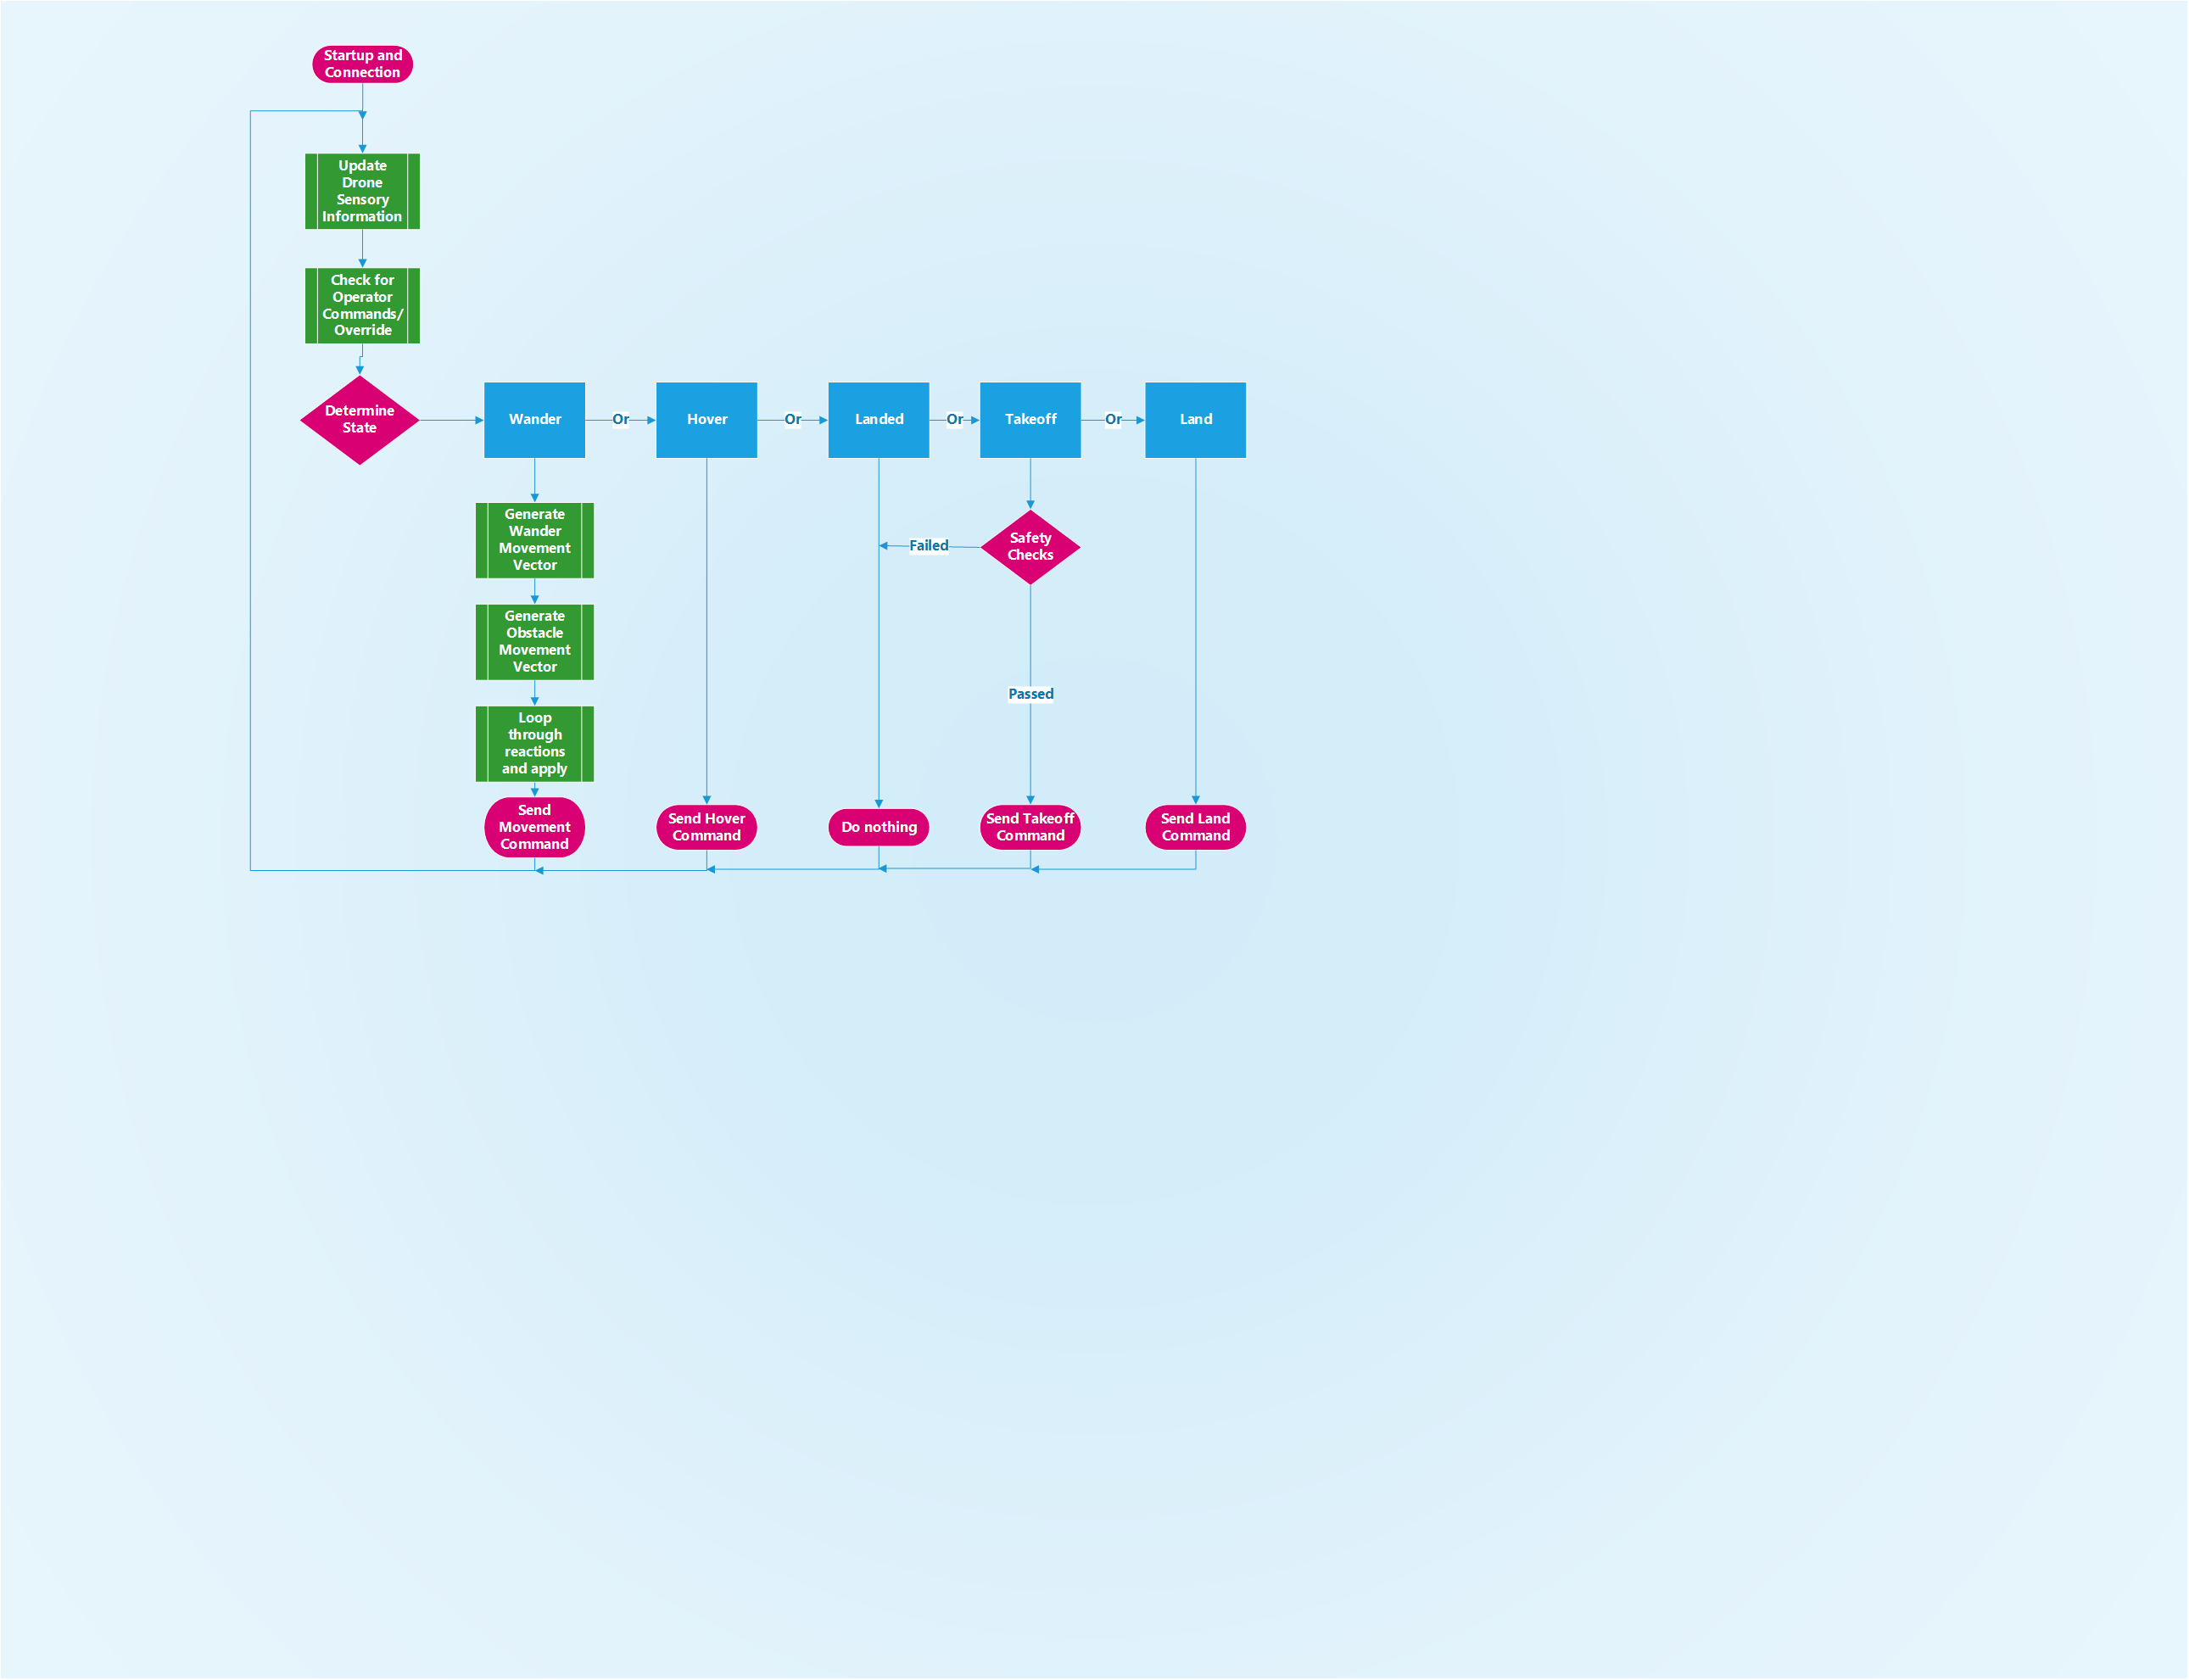 Startup and
Connection
Update
Drone
Sensory
Information
Check for
Operator
Commands/
Override
Determine
State
Wander
Or
Hover
Or
Landed
Or
Takeoff
Or
Land
Generate
Wander
Movement
Vector
Failed
Safety
Checks
Generate
Obstacle
Movement
Vector
Passed
Loop
through
reactions
and apply
Send
Movement
Command
Send Hover
Command
Do nothing
Send Takeoff
Command
Send Land
Command